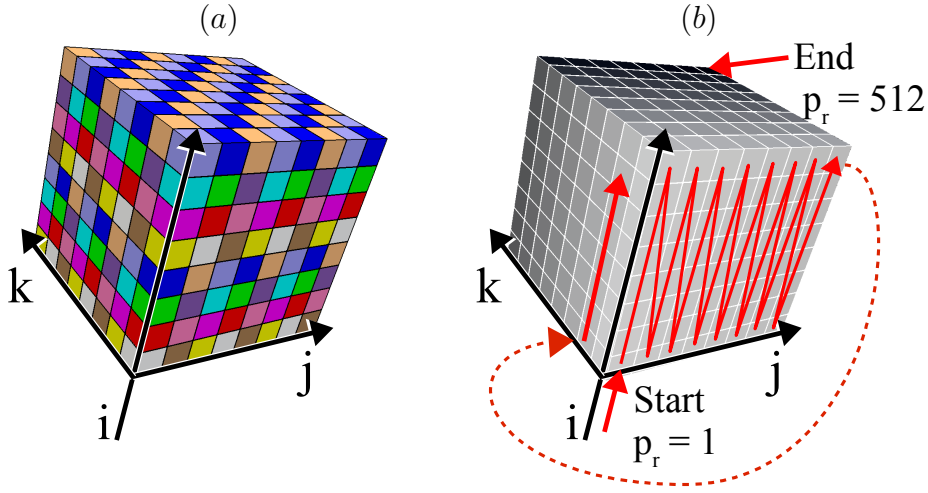 (a)
k
j
i
(b)
End
p_r = 512
k
j
i
Start
p_r = 1